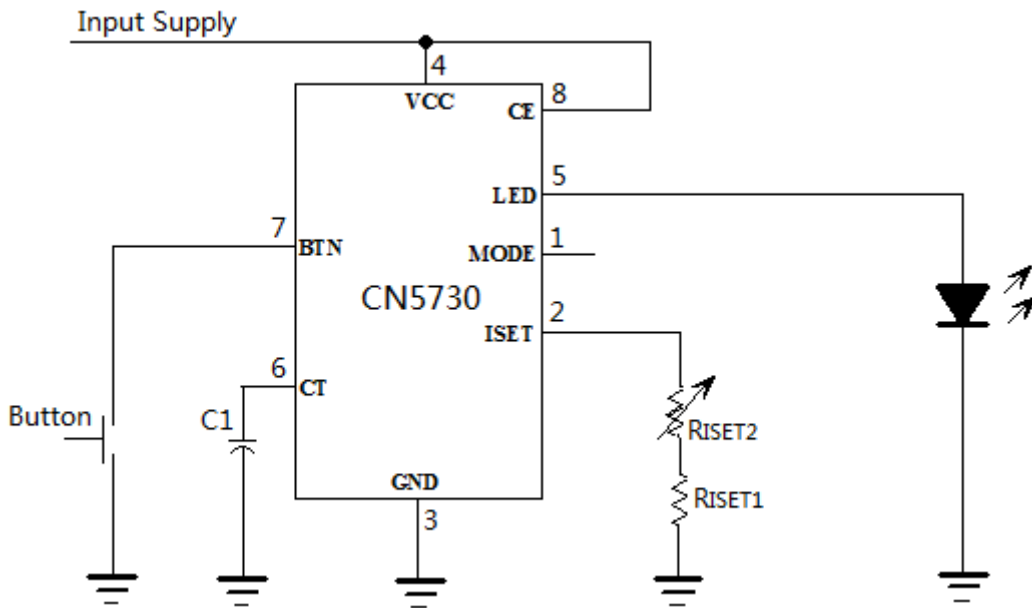 Input Supply
4
VCC
8
CE
5
LED
7
BTN
1
MODE
CN5730
2
ISET
6
CT
Button
C1
RISET2
GND
RISET1
3